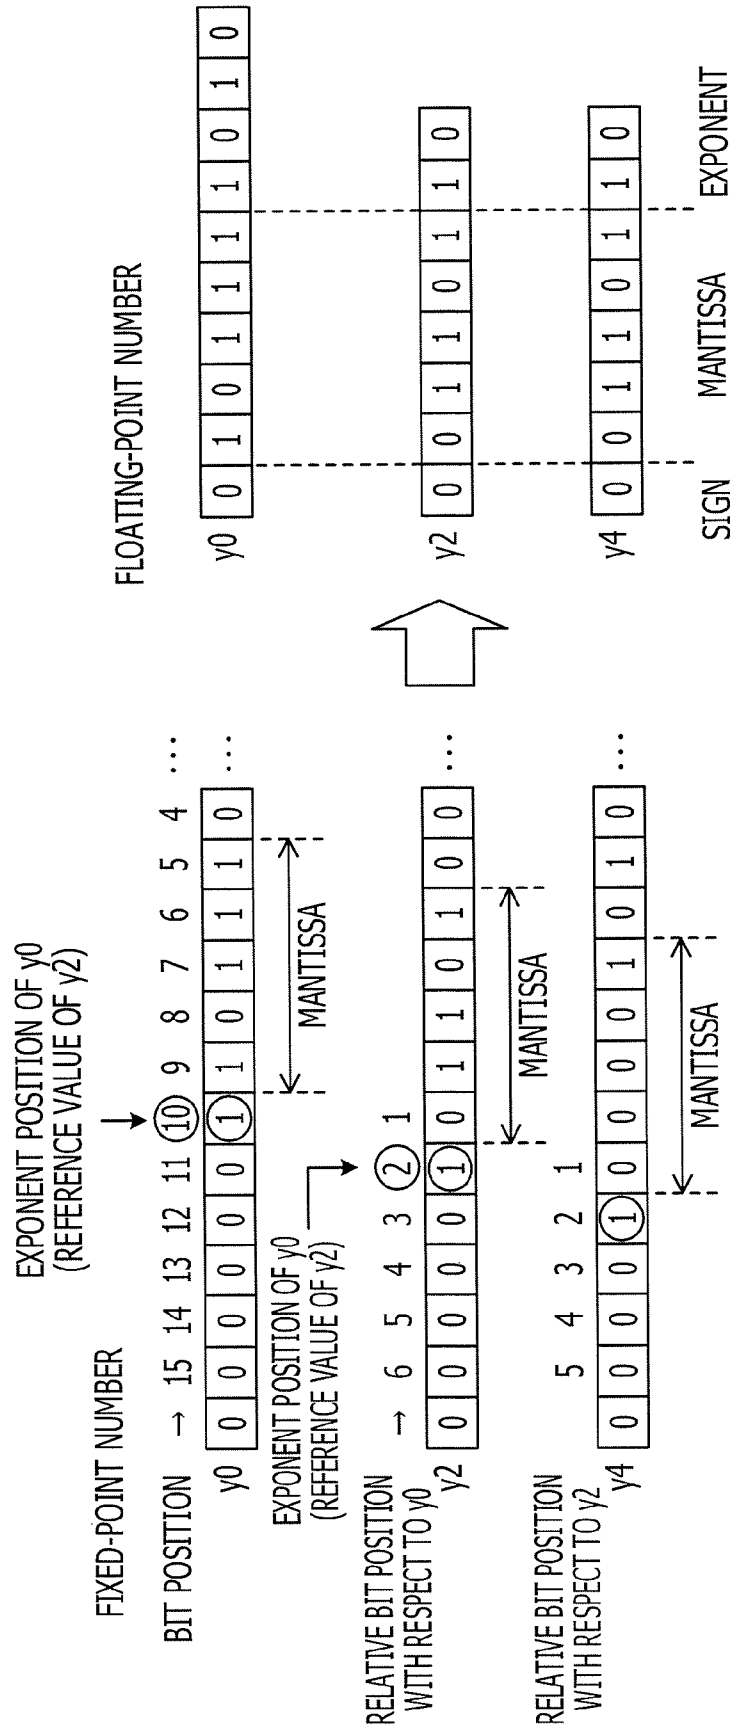 FIXED-POINT NUMBER
EXPONENT POSITION OF y0
(REFERENCE VALUE OF y2)
BIT POSITION → 15 14 13 12 11 10 9 8 7 6 5 4 ...
y0 0 0 0 0 0 0 1 1 0 1 1 1 0 ...
MANTISSA
EXPONENT POSITION OF y0
(REFERENCE VALUE OF y2)
RELATIVE BIT POSITION
WITH RESPECT TO y0
→ 6 5 4 3 2 1
y2 0 0 0 0 0 1 0 1 1 0 1 0 0 ...
MANTISSA
RELATIVE BIT POSITION
WITH RESPECT TO y2
5 4 3 2 1
y4 0 0 0 0 1 0 0 0 0 1 0 1 0 ...
MANTISSA
FLOATING-POINT NUMBER
y0 0 1 0 1 1 1 1 0 1 0
y2 0 0 1 1 0 1 1 0
y4 0 0 1 1 0 1 1 0
SIGN MANTISSA EXPONENT